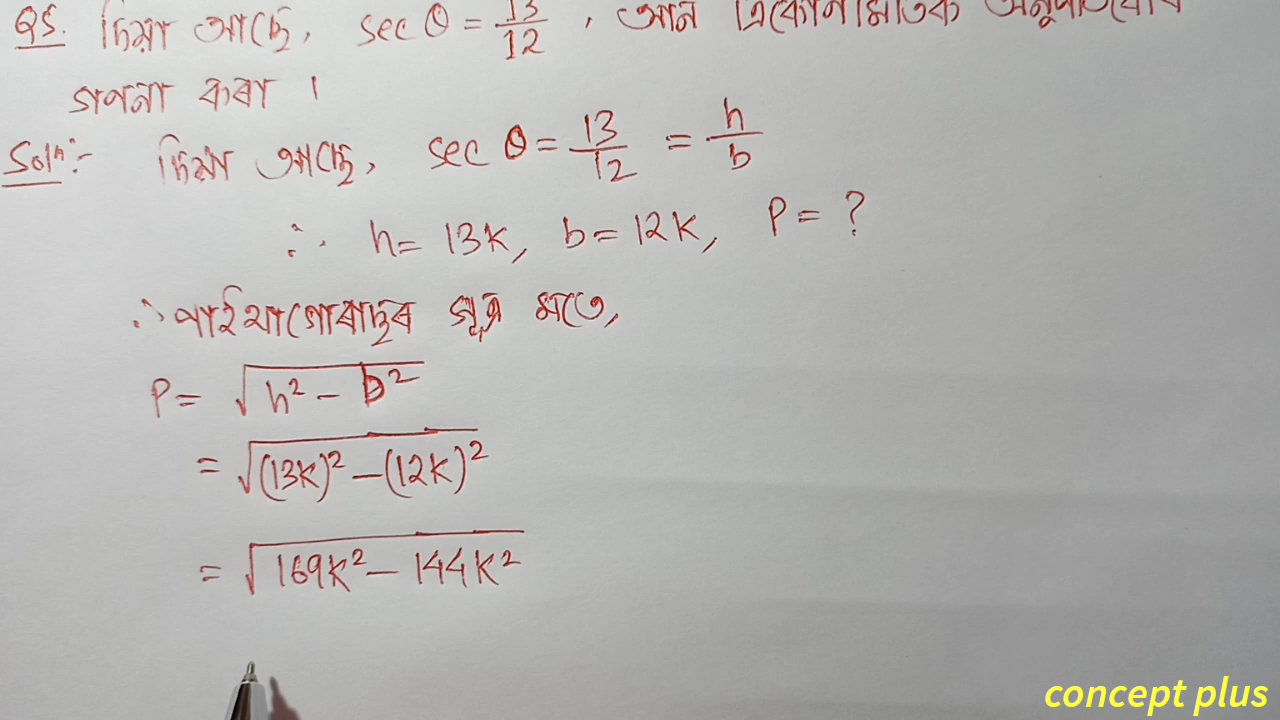 Q5. দিয়া আছে, sec θ = 13/12, আন ত্ৰিকোণমিতিক অনুপাতবোৰ
গণনা কৰা ।
Solⁿ:- দিয়া আছে, sec θ = 13/12 = h/b
∴ h = 13k, b = 12k, P = ?
∴ পাইথাগোৰাছৰ সূত্ৰ মতে,
P = √(h² - b²)
= √((13k)² - (12k)²)
= √(169k² - 144k²)
concept plus